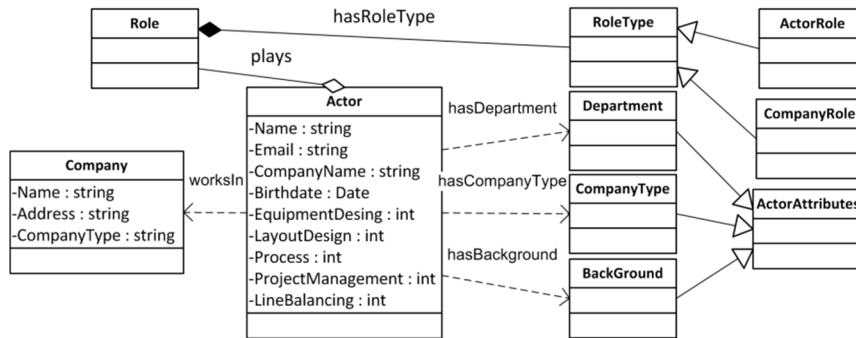 Role
hasRoleType
RoleType
ActorRole
plays
Actor
-Name : string
-Email : string
-CompanyName : string
-Birthdate : Date
-EquipmentDesing : int
-LayoutDesign : int
-Process : int
-ProjectManagement : int
-LineBalancing : int
hasDepartment
Department
CompanyRole
Company
-Name : string
-Address : string
-CompanyType : string
worksIn
hasCompanyType
CompanyType
ActorAttributes
hasBackground
BackGround